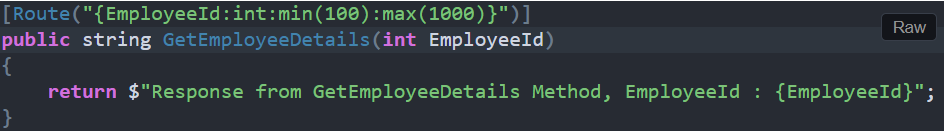 [Route("{EmployeeId:int:min(100):max(1000)}")]
Raw
public string GetEmployeeDetails(int EmployeeId)
{
    return $"Response from GetEmployeeDetails Method, EmployeeId : {EmployeeId}";
}